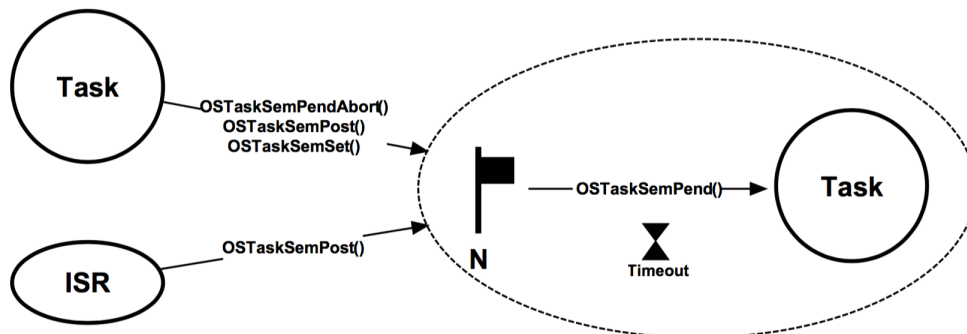 Task
OSTaskSemPendAbort()
OSTaskSemPost()
OSTaskSemSet()
OSTaskSemPend()
Task
N
Timeout
OSTaskSemPost()
ISR